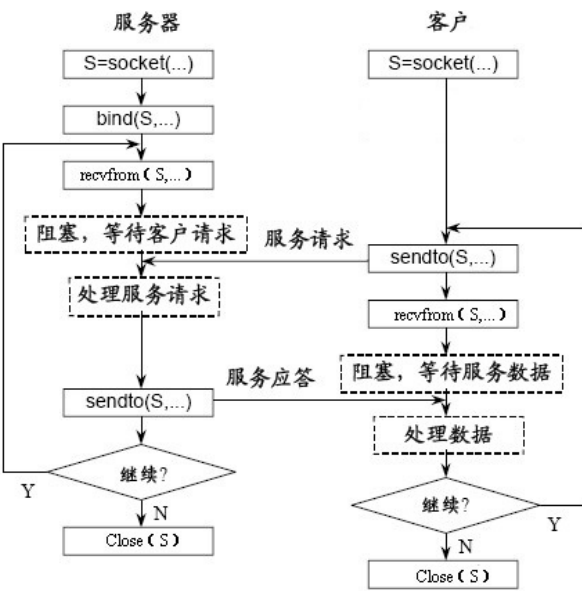 服务器
S=socket(...)
bind(S,...)
recvfrom（S,...）
阻塞，等待客户请求
处理服务请求
sendto(S,...)
继续?
Y
N
Close（S）
服务请求
服务应答
客户
S=socket(...)
sendto(S,...)
recvfrom（S,...）
阻塞，等待服务数据
处理数据
继续?
Y
N
Close（S）